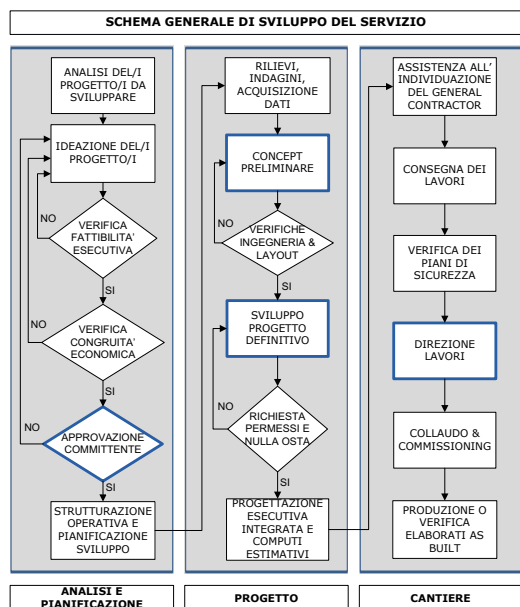 SCHEMA GENERALE DI SVILUPPO DEL SERVIZIO
ANALISI DEL/I
PROGETTO/I DA
SVILUPPARE
IDEAZIONE DEL/I
PROGETTO/I
NO
VERIFICA
FATTIBILITA'
ESECUTIVA
SI
NO
VERIFICA
CONGRUITA'
ECONOMICA
SI
NO
APPROVAZIONE
COMMITTENTE
SI
STRUTTURAZIONE
OPERATIVA E
PIANIFICAZIONE
SVILUPPO
ANALISI E
PIANIFICAZIONE
RILIEVI,
INDAGINI,
ACQUISIZIONE
DATI
CONCEPT
PRELIMINARE
NO
VERIFICHE
INGEGNERIA &
LAYOUT
SI
SVILUPPO
PROGETTO
DEFINITIVO
NO
RICHIESTA
PERMESSI E
NULLA OSTA
SI
PROGETTAZIONE
ESECUTIVA
INTEGRATA E
COMPUTI
ESTIMATIVI
PROGETTO
ASSISTENZA ALL'
INDIVIDUAZIONE
DEL GENERAL
CONTRACTOR
CONSEGNA DEI
LAVORI
VERIFICA DEI
PIANI DI
SICUREZZA
DIREZIONE
LAVORI
COLLAUDO &
COMMISSIONING
PRODUZIONE O
VERIFICA
ELABORATI AS
BUILT
CANTIERE